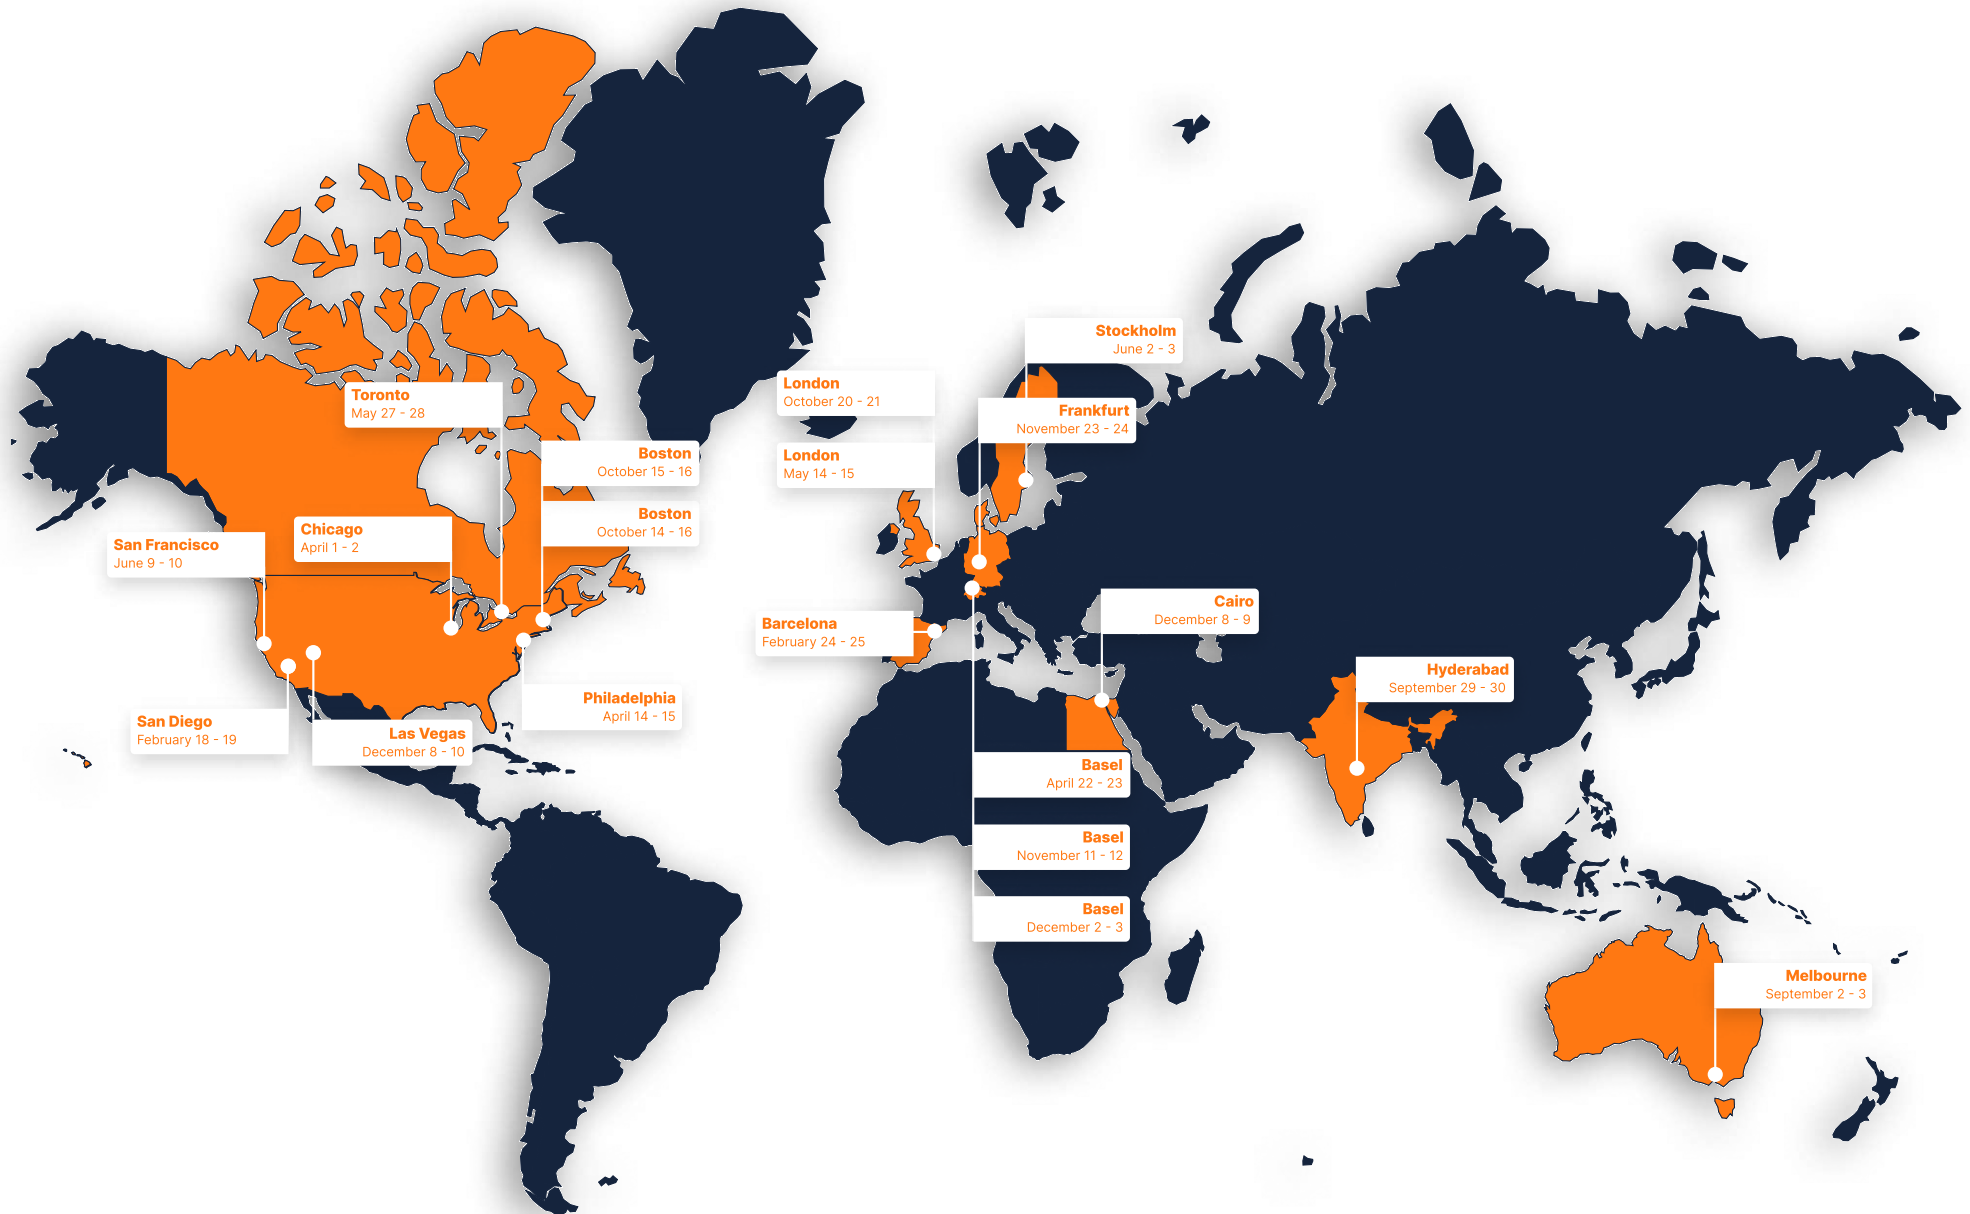 Stockholm
June 2 - 3
London
October 20 - 21
Toronto
May 27 - 28
Frankfurt
November 23 - 24
Boston
October 15 - 16
London
May 14 - 15
Boston
October 14 - 16
Chicago
April 1 - 2
San Francisco
June 9 - 10
Cairo
December 8 - 9
Barcelona
February 24 - 25
Hyderabad
September 29 - 30
Philadelphia
April 14 - 15
San Diego
February 18 - 19
Las Vegas
December 8 - 10
Basel
April 22 - 23
Basel
November 11 - 12
Basel
December 2 - 3
Melbourne
September 2 - 3